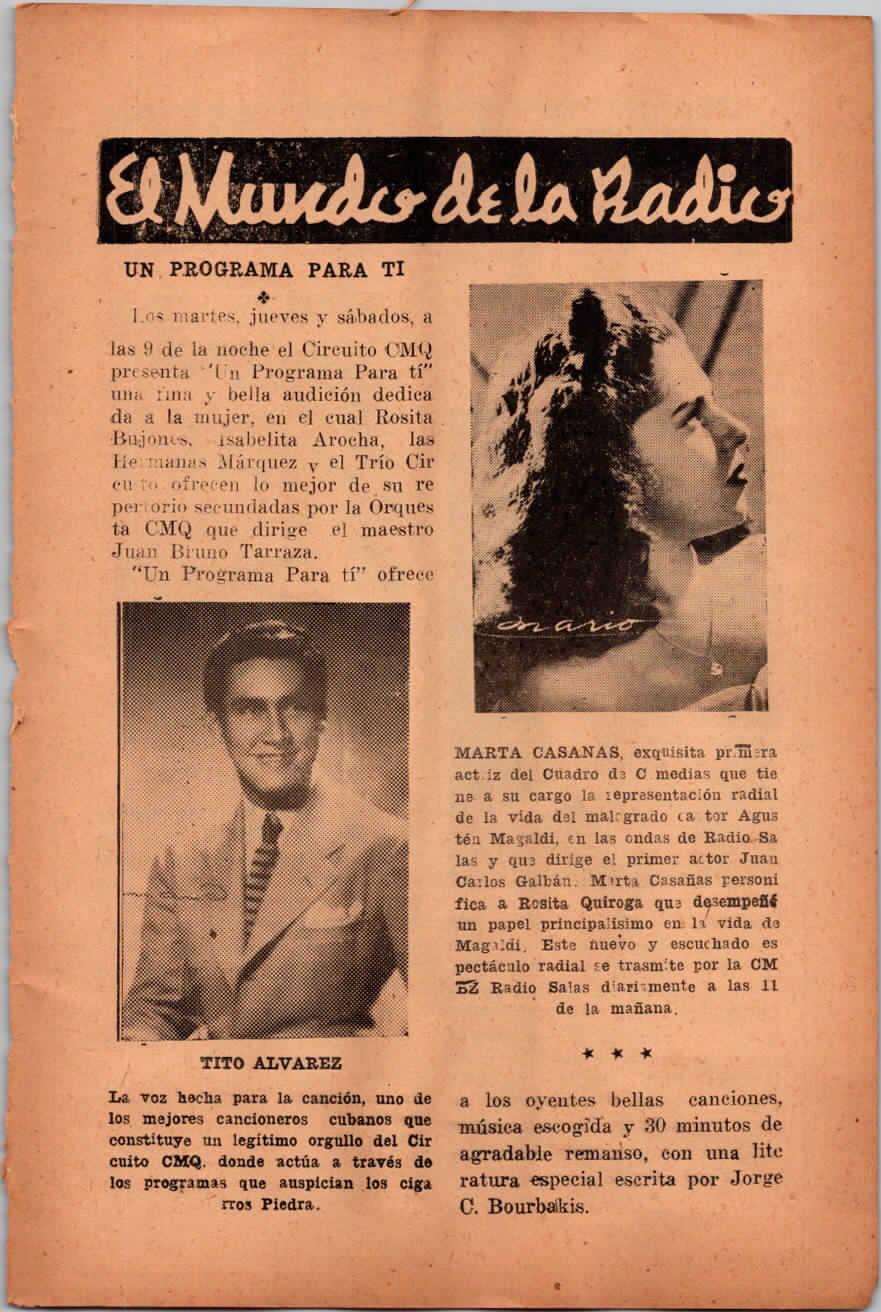 El Mundo de la Radio
UN PROGRAMA PARA TI
Los martes, jueves y sábados, a
las 9 de la noche el Circuito CMQ
presenta "Un Programa Para tí"
una fina y bella audición dedica
da a la mujer, en el cual Rosita
Bujones, Isabelita Arocha, las
Hermanas Márquez y el Trío Cir
cuito ofrecen lo mejor de su re
pertorio secundadas por la Orques
ta CMQ que dirige el maestro
Juan Bruno Tarraza.
"Un Programa Para tí" ofrece
TITO ALVAREZ
La voz hecha para la canción, uno de
los mejores cancioneros cubanos que
constituye un legítimo orgullo del Cir
cuito CMQ. donde actúa a través de
los programas que auspician los ciga
rros Piedra.
mario
MARTA CASANAS, exquisita primera
actriz del Cuadro de Comedias que tie
ne a su cargo la representación radial
de la vida del malogrado cantor Agus
tén Magaldi, en las ondas de Radio Sa
las y que dirige el primer actor Juan
Carlos Galbán. Marta Casañas personi
fica a Rosita Quiroga que desempeñé
un papel principalísimo en la vida de
Magaldi. Este nuevo y escuchado es
pectáculo radial se trasmite por la CM
BZ Radio Salas diarismente a las 11
de la mañana.
★ ★ ★
a los oyentes bellas canciones,
música escogida y 30 minutos de
agradable remanso, con una lite
ratura especial escrita por Jorge
C. Bourbakis.